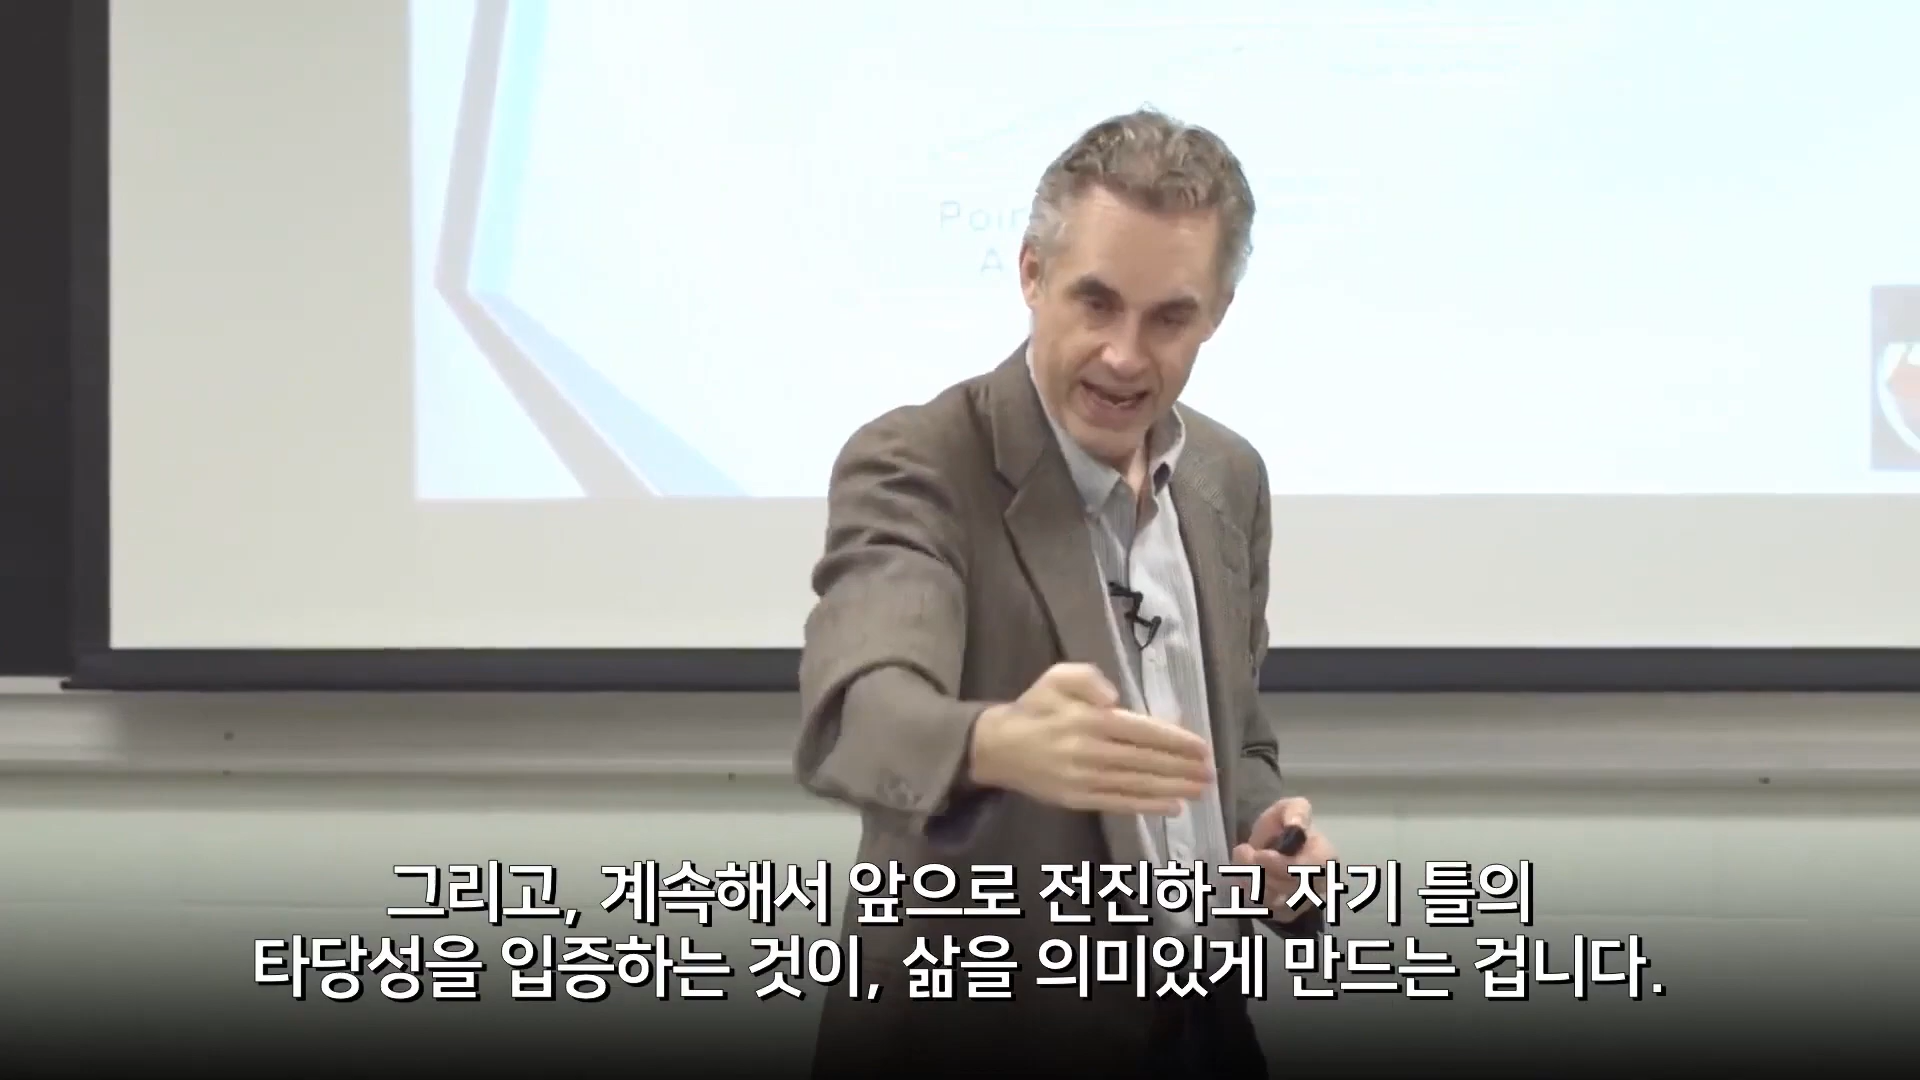 Poin
A
그리고, 계속해서 앞으로 전진하고 자기 틀의
타당성을 입증하는 것이, 삶을 의미있게 만드는 겁니다.